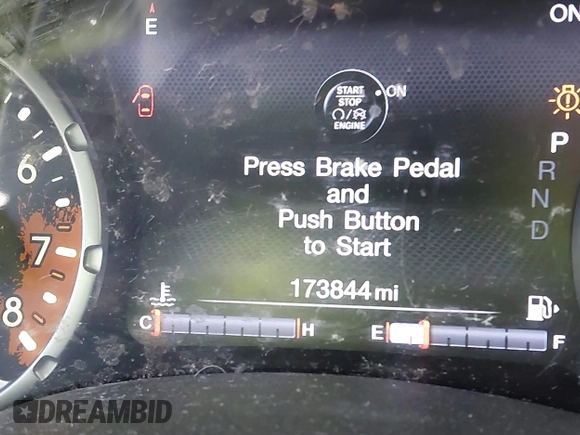 E
ON
START
STOP
ENGINE
ON
P
R
N
D
Press Brake Pedal
and
Push Button
to Start
173844 mi
C H E F
6
7
8
DREAMBID